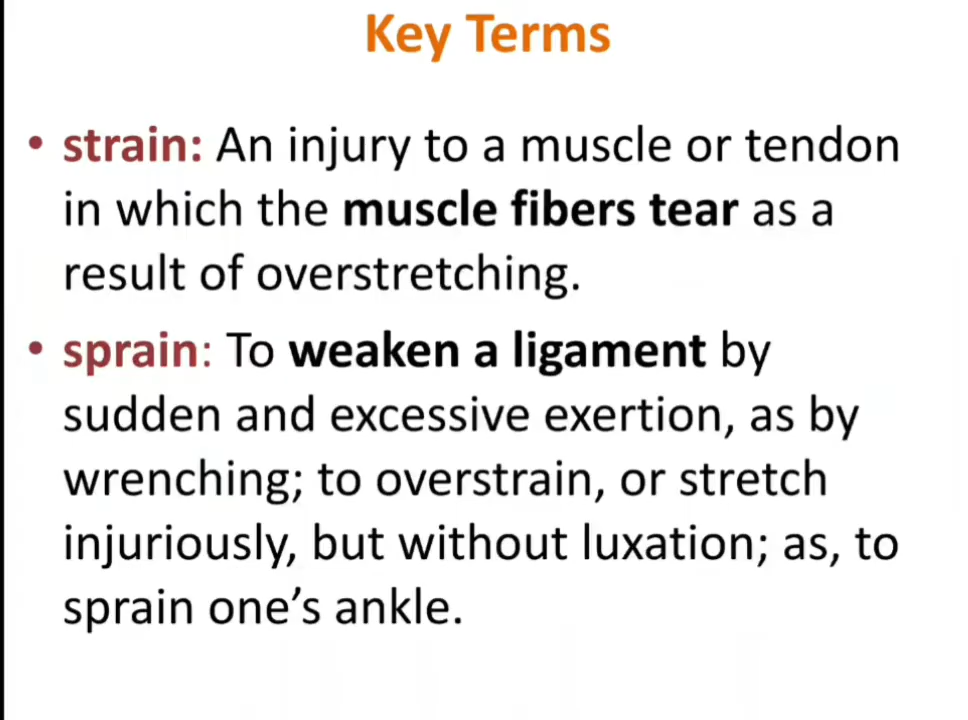 Key Terms
• strain: An injury to a muscle or tendon
in which the muscle fibers tear as a
result of overstretching.
• sprain: To weaken a ligament by
sudden and excessive exertion, as by
wrenching; to overstrain, or stretch
injuriously, but without luxation; as, to
sprain one’s ankle.